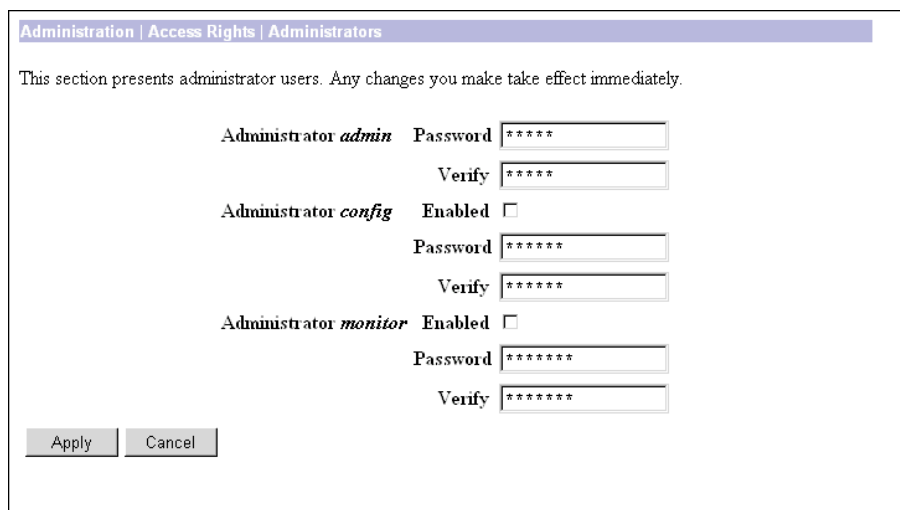 Administration | Access Rights | Administrators
This section presents administrator users. Any changes you make take effect immediately.
Administrator admin Password *****
Verify *****
Administrator config Enabled
Password ******
Verify ******
Administrator monitor Enabled
Password *******
Verify *******
Apply Cancel